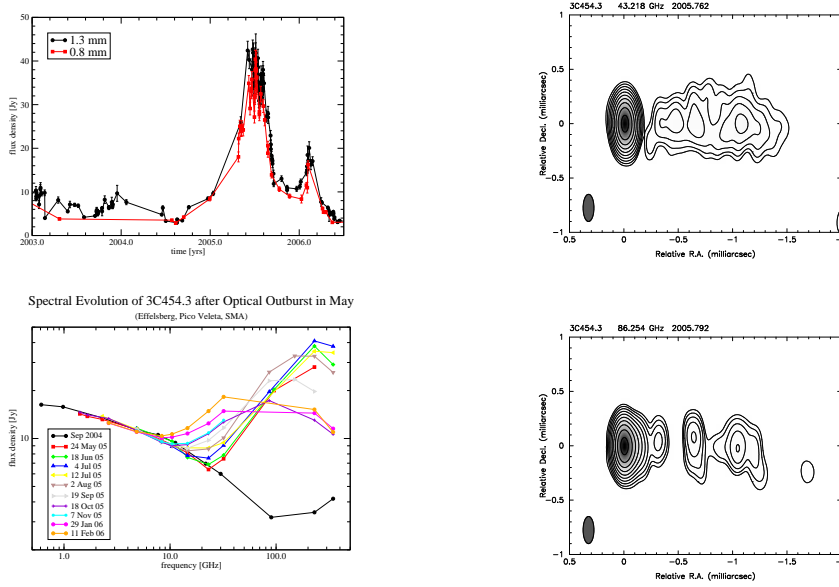 50
40
30
20
10
0
flux density [Jy]
1.3 mm
0.8 mm
2003.0
2004.0
2005.0
2006.0
time [yrs]
3C454.3 43.218 GHz 2005.762
1
0.5
0
−0.5
−1
Relative Decl. (milliarcsec)
0.5
0
−0.5
−1
−1.5
Relative R.A. (milliarcsec)
Spectral Evolution of 3C454.3 after Optical Outburst in May
(Effelsberg, Pico Veleta, SMA)
flux density [Jy]
10
Sep 2004
24 May 05
18 Jun 05
4 Jul 05
12 Jul 05
2 Aug 05
19 Sep 05
18 Oct 05
7 Nov 05
29 Jan 06
11 Feb 06
1.0
10.0
100.0
frequency [GHz]
3C454.3 86.254 GHz 2005.792
1
0.5
0
−0.5
−1
Relative Decl. (milliarcsec)
0.5
0
−0.5
−1
−1.5
Relative R.A. (milliarcsec)